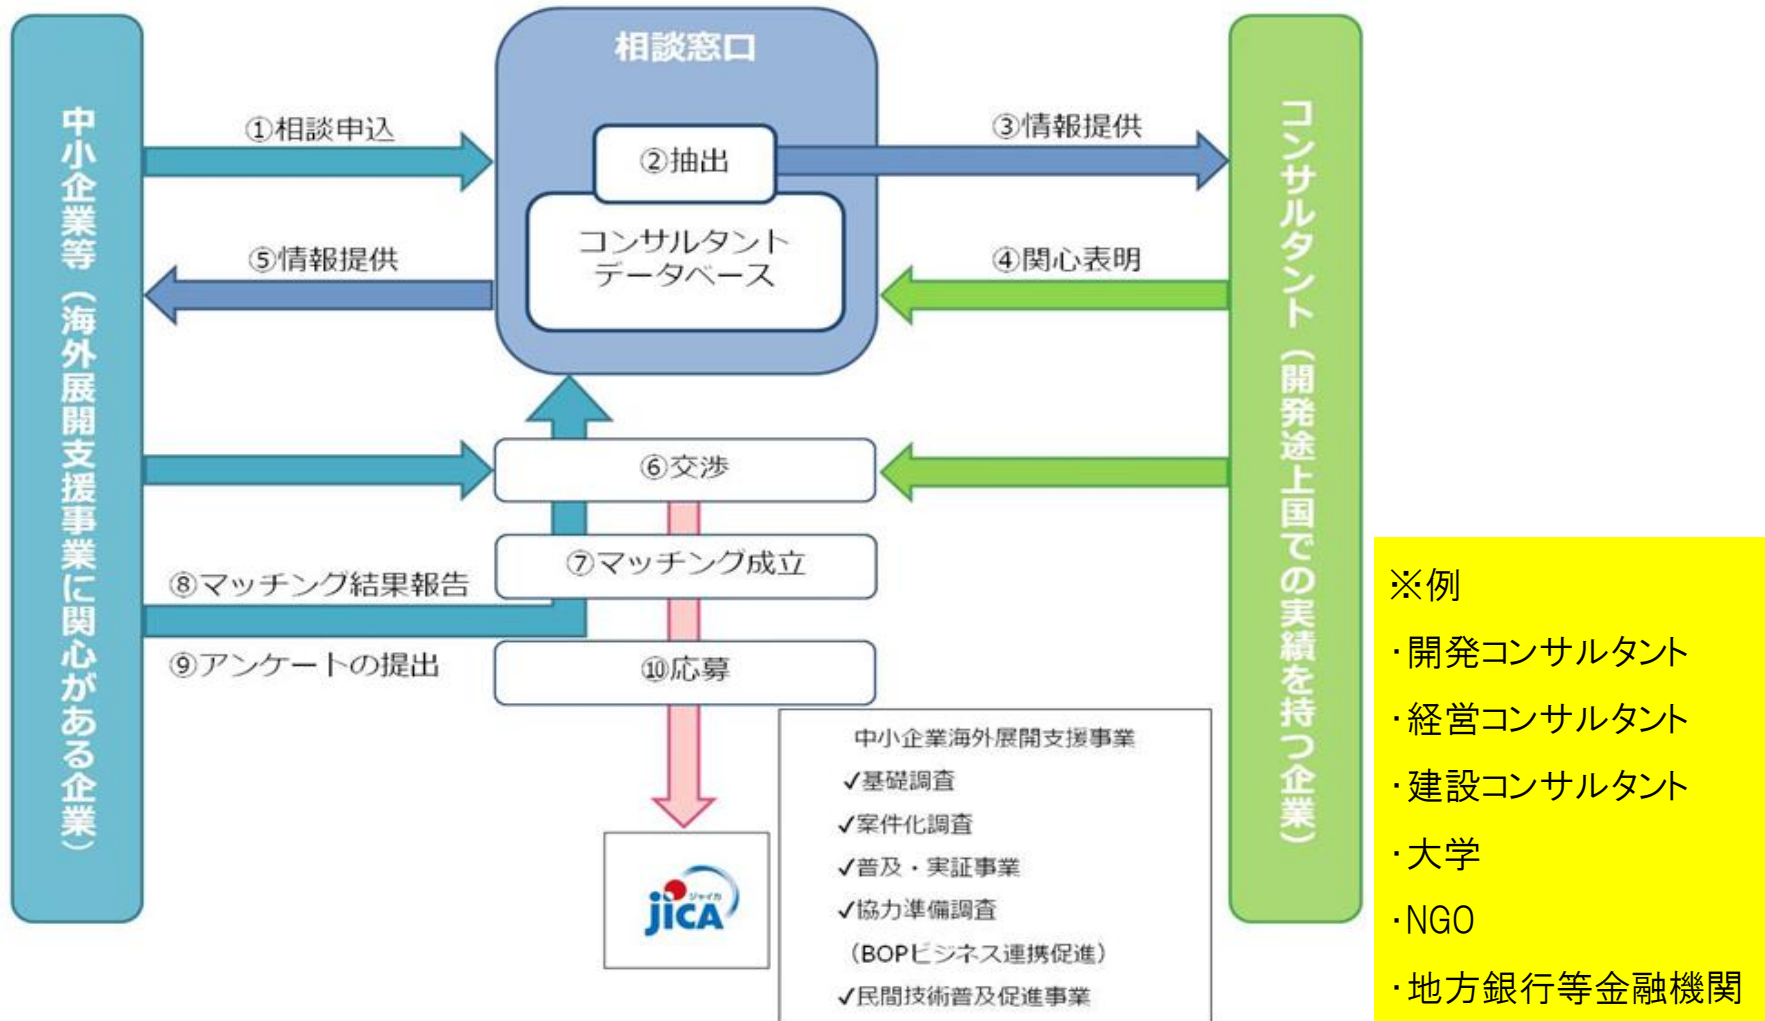 相談窓口
中小企業等（海外展開支援事業に関心がある企業）
①相談申込
②抽出
コンサルタント
データベース
③情報提供
④関心表明
⑤情報提供
コンサルタント（開発途上国での実績を持つ企業）
⑥交渉
⑦マッチング成立
⑧マッチング結果報告
⑨アンケートの提出
⑩応募
ジャイカ
jICA
中小企業海外展開支援事業
✓基礎調査
✓案件化調査
✓普及・実証事業
✓協力準備調査
（BOPビジネス連携促進）
✓民間技術普及促進事業
※例
・開発コンサルタント
・経営コンサルタント
・建設コンサルタント
・大学
・NGO
・地方銀行等金融機関